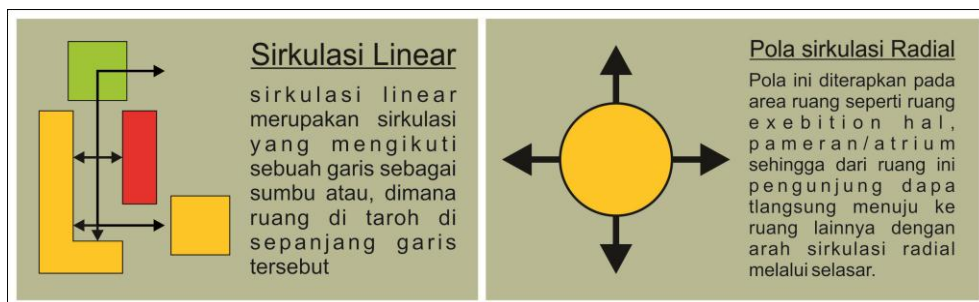 Sirkulasi Linear
sirkulasi linear
merupakan sirkulasi
yang mengikuti
sebuah garis sebagai
sumbu atau, dimana
ruang di taroh di
sepanjang garis
tersebut
Pola sirkulasi Radial
Pola ini diterapkan pada
area ruang seperti ruang
exebition hal,
pameran/atrium
sehingga dari ruang ini
pengunjung dapa
tlangsung menuju ke
ruang lainnya dengan
arah sirkulasi radial
melalui selasar.